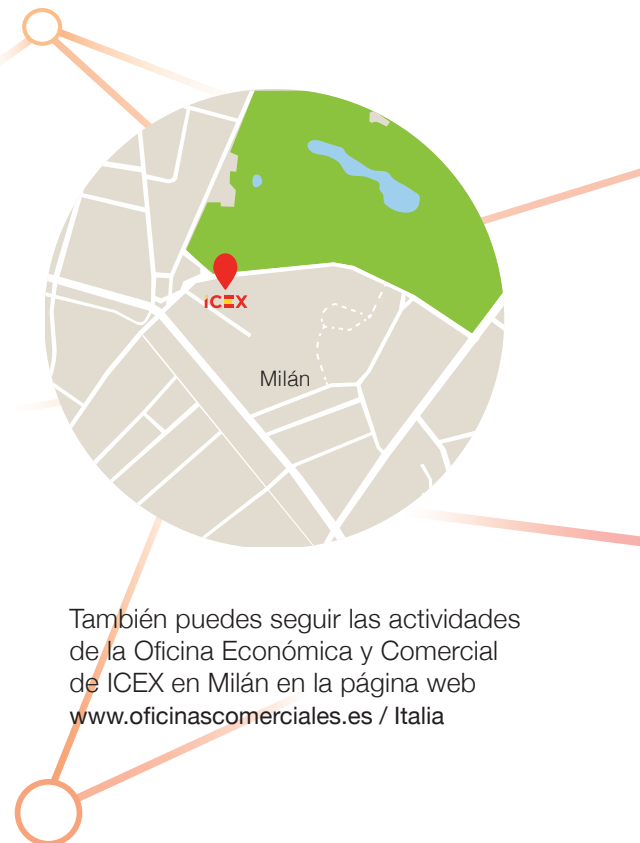 ICEX
Milán
También puedes seguir las actividades
de la Oficina Económica y Comercial
de ICEX en Milán en la página web
www.oficinascomerciales.es / Italia